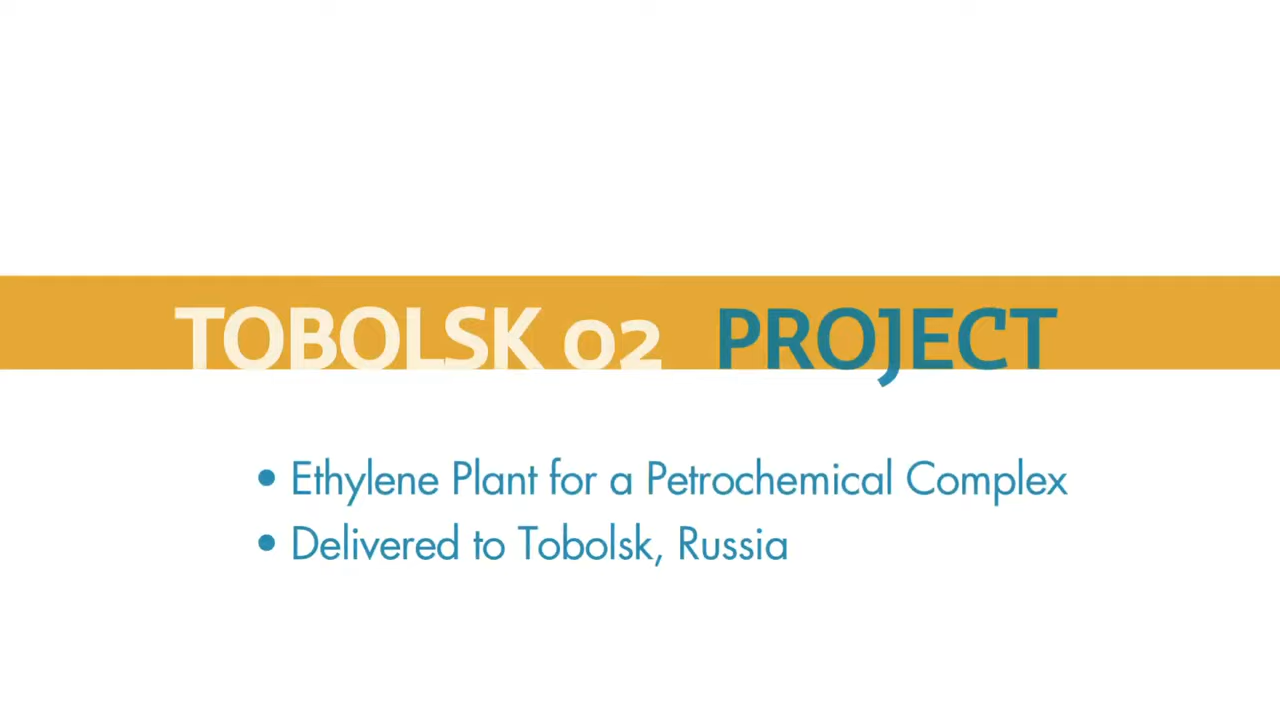 TOBOLSK 02 PROJECT
• Ethylene Plant for a Petrochemical Complex
• Delivered to Tobolsk, Russia